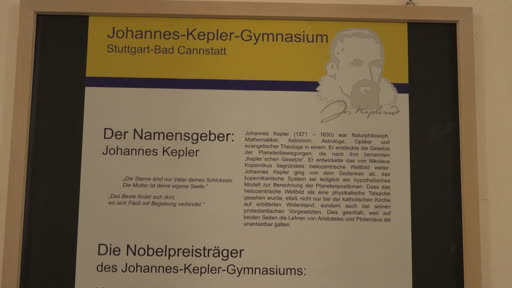 Johannes-Kepler-Gymnasium
Stuttgart-Bad Cannstatt
Der Namensgeber:
Johannes Kepler
„Die Sterne sind nur Vater deines Schicksals.
Die Mutter ist deine eigene Seele."
„Das Beste findet sich dort,
wo sich Fleiß mit Begabung verbindet."
Johannes Kepler (1571 – 1630) war Naturphilosoph,
Mathematiker, Astronom, Astrologe, Optiker und
evangelischer Theologe in einem. Er entdeckte die Gesetze
der Planetenbewegungen, die nach ihm benannten
„Kepler'schen Gesetze". Er entwickelte das von Nikolaus
Kopernikus begründete heliozentrische Weltbild weiter.
Johannes Kepler ging von dem Gedanken ab, das
kopernikanische System sei lediglich ein hypothetisches
Modell zur Berechnung der Planetenpositionen. Dass das
heliozentrische Weltbild als eine physikalische Tatsache
gesehen wurde, stieß nicht nur bei der katholischen Kirche
auf erbitterten Widerstand, sondern auch bei seinen
protestantischen Vorgesetzten. Dies geschah, weil auf
beiden Seiten die Lehren von Aristoteles und Ptolemäus als
unantastbar galten.
Die Nobelpreisträger
des Johannes-Kepler-Gymnasiums: